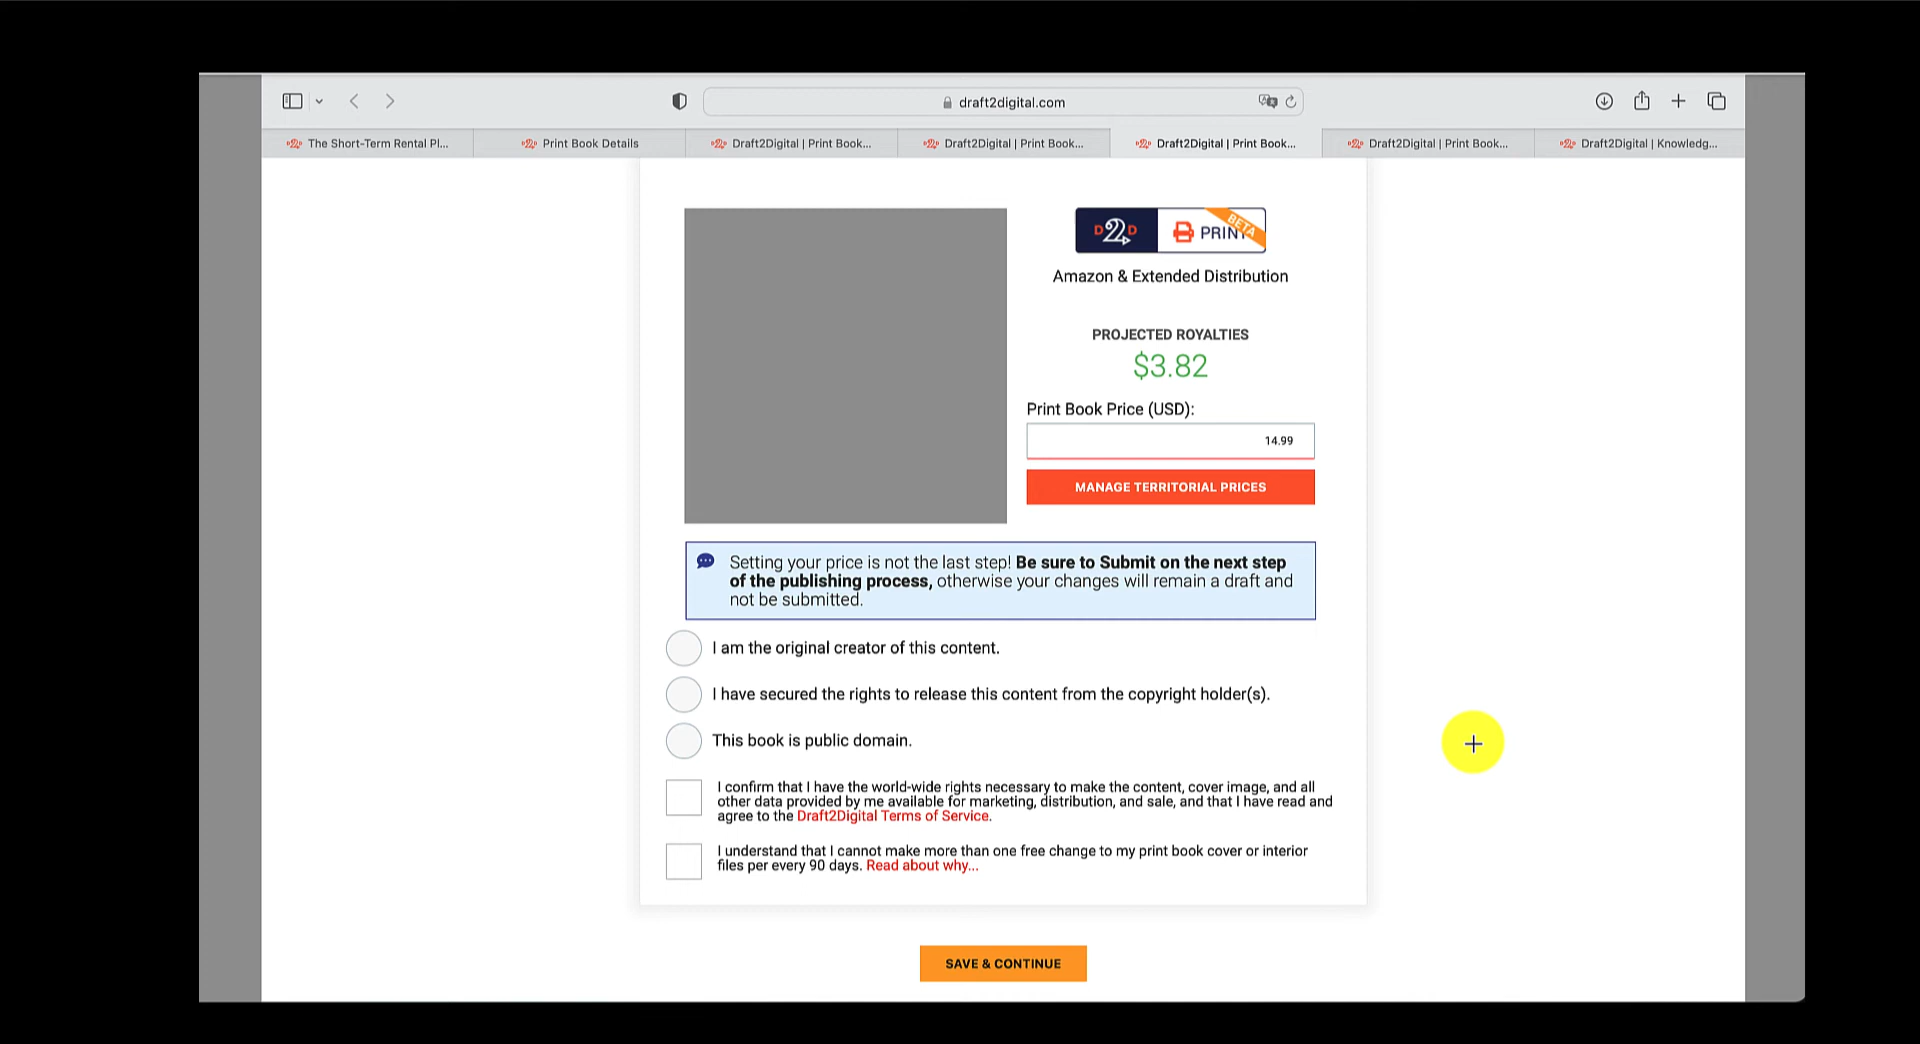 draft2digital.com
The Short-Term Rental Pl...
Print Book Details
Draft2Digital | Print Book...
Draft2Digital | Print Book...
Draft2Digital | Print Book...
Draft2Digital | Print Book...
Draft2Digital | Knowledg...
D2D PRINT BETA
Amazon & Extended Distribution
PROJECTED ROYALTIES
$3.82
Print Book Price (USD):
14.99
MANAGE TERRITORIAL PRICES
Setting your price is not the last step! Be sure to Submit on the next step
of the publishing process, otherwise your changes will remain a draft and
not be submitted.
I am the original creator of this content.
I have secured the rights to release this content from the copyright holder(s).
This book is public domain.
I confirm that I have the world-wide rights necessary to make the content, cover image, and all
other data provided by me available for marketing, distribution, and sale, and that I have read and
agree to the Draft2Digital Terms of Service.
I understand that I cannot make more than one free change to my print book cover or interior
files per every 90 days. Read about why...
SAVE & CONTINUE